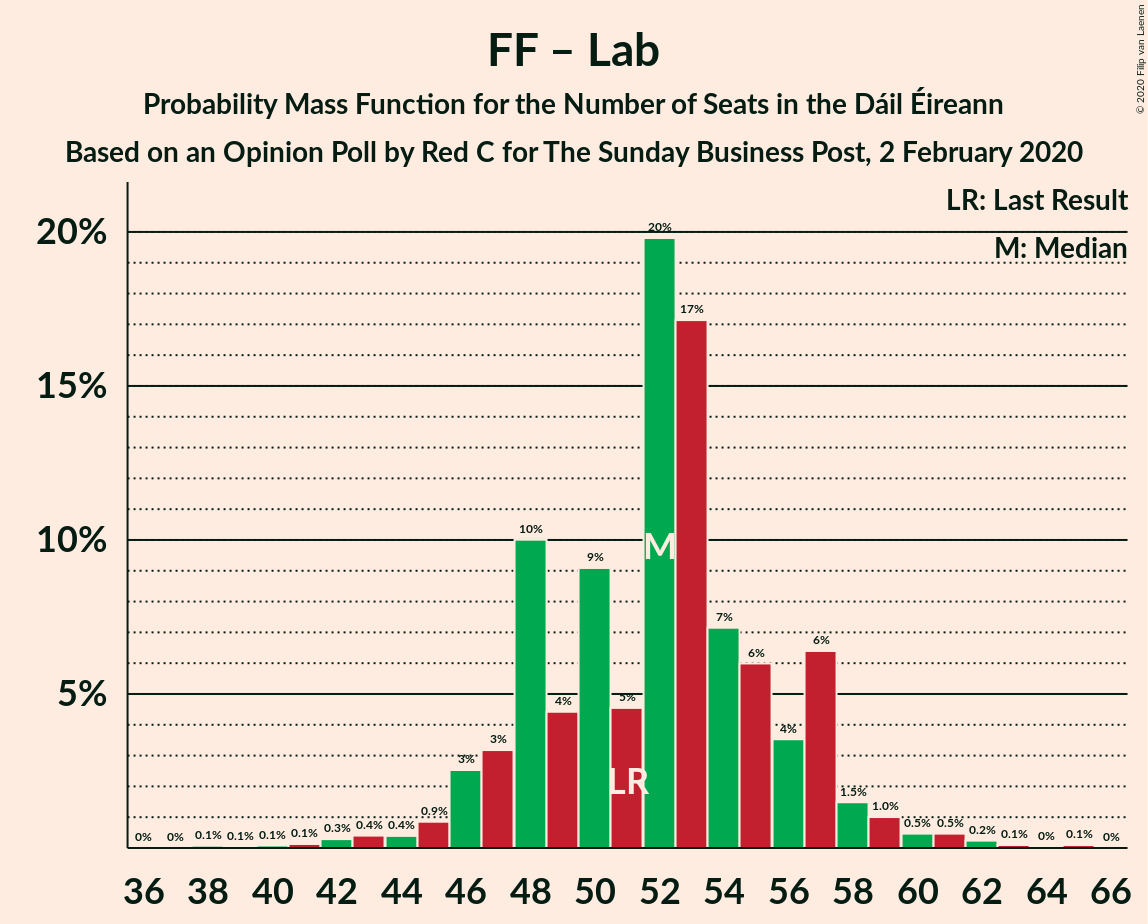 FF – Lab
Probability Mass Function for the Number of Seats in the Dáil Éireann
Based on an Opinion Poll by Red C for The Sunday Business Post, 2 February 2020
© 2020 Filip van Laenen
LR: Last Result
M: Median
20%
15%
10%
5%
0% 0% 0.1% 0.1% 0.1% 0.1% 0.3% 0.4% 0.4% 0.9% 3% 3% 10% 4% 9% 5% 20% 17% 7% 6% 4% 6% 1.5% 1.0% 0.5% 0.5% 0.2% 0.1% 0% 0.1% 0%
M
LR
36 38 40 42 44 46 48 50 52 54 56 58 60 62 64 66